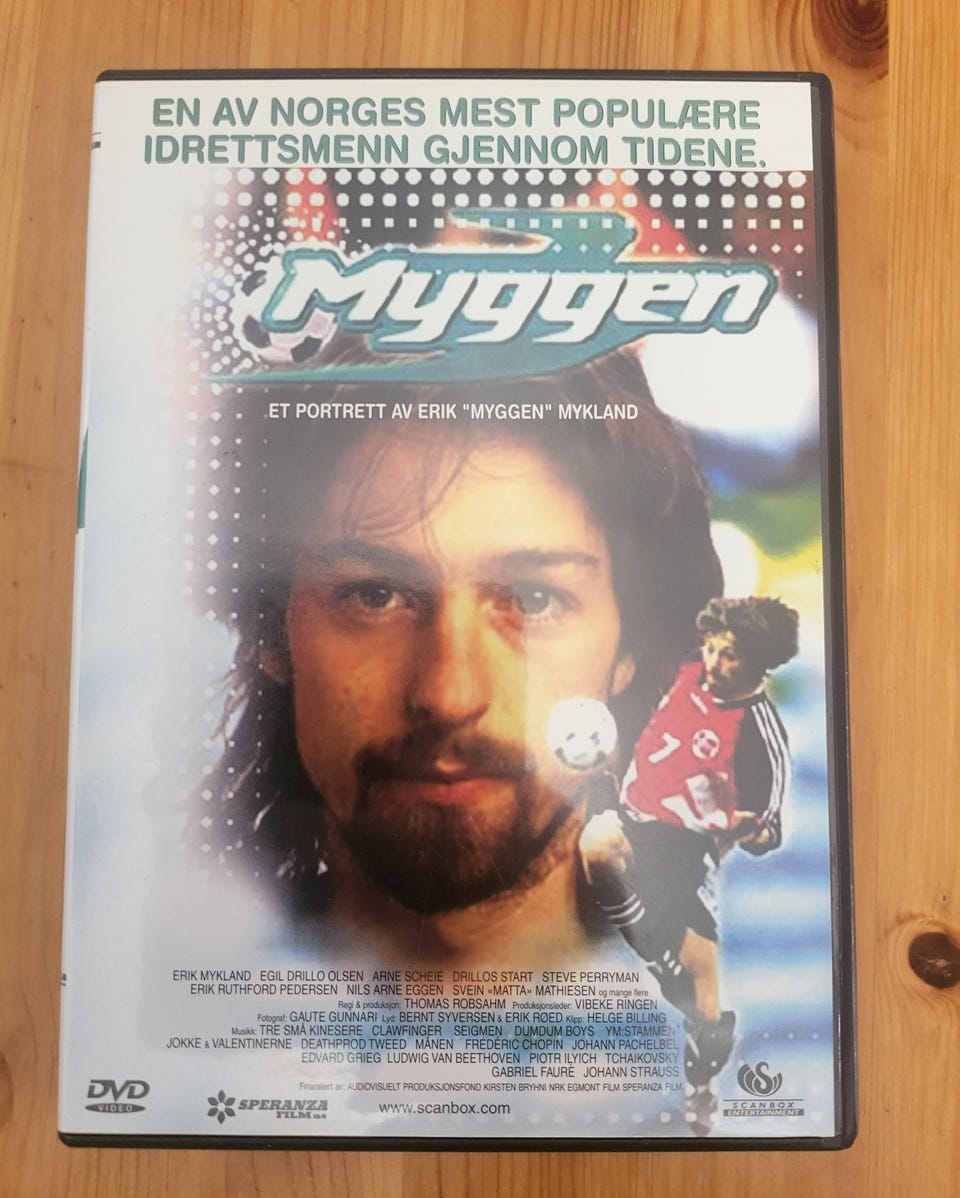 EN AV NORGES MEST POPULÆRE
IDRETTSMENN GJENNOM TIDENE.
Myggen
ET PORTRETT AV ERIK "MYGGEN" MYKLAND
7
ERIK MYKLAND EGIL DRILLO OLSEN ARNE SCHEIE DRILLOS START STEVE PERRYMAN
ERIK RUTHFORD PEDERSEN NILS ARNE EGGEN SVEIN «MATTA» MATHIESEN og mange flere
Regi & produksjon: THOMAS ROBSAHM Produksjonsleder: VIBEKE RINGEN
Fotograf: GAUTE GUNNARI Lyd: BERNT SYVERSEN & ERIK RØED Klipp: HELGE BILLING
Musikk: TRE SMÅ KINESERE CLAWFINGER SEIGMEN DUMDUM BOYS YM:STAMMEN
JOKKE & VALENTINERNE DEATHPROD TWEED MÅNEN FRÉDÉRIC CHOPIN JOHANN PACHELBEL
EDVARD GRIEG LUDWIG VAN BEETHOVEN PIOTR ILYICH TCHAIKOVSKY
GABRIEL FAURÉ JOHANN STRAUSS
Finansiert av: AUDIOVISUELT PRODUKSJONSFOND KIRSTEN BRYHNI NRK EGMONT FILM SPERANZA FILM
DVD
VIDEO
SPERANZA
FILM as
www.scanbox.com
SCANBOX
ENTERTAINMENT